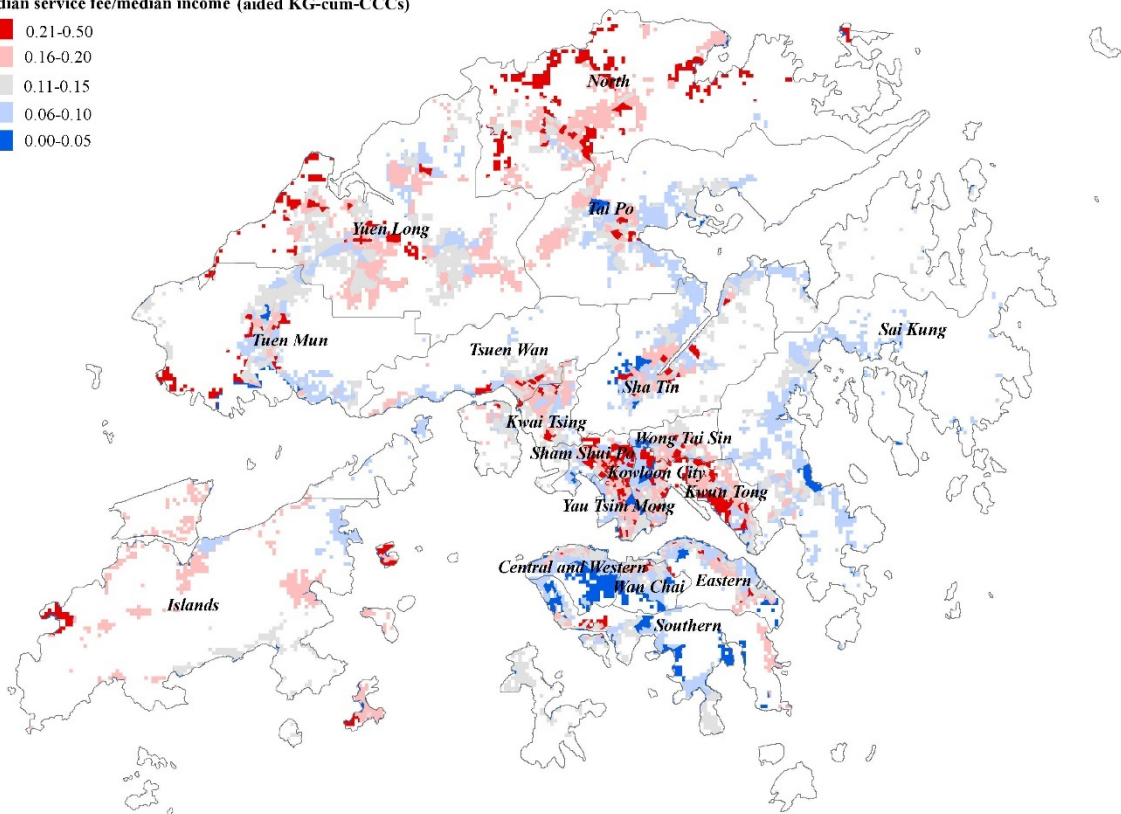 dian service fee/median income (aided KG-cum-CCCs)
0.21-0.50
0.16-0.20
0.11-0.15
0.06-0.10
0.00-0.05
North
Tai Po
Yuen Long
Sai Kung
Tuen Mun
Tsuen Wan
Sha Tin
Kwai Tsing
Wong Tai Sin
Sham Shui Po
Kowloon City
Kwun Tong
Yau Tsim Mong
Central and Western
Wan Chai
Eastern
Islands
Southern